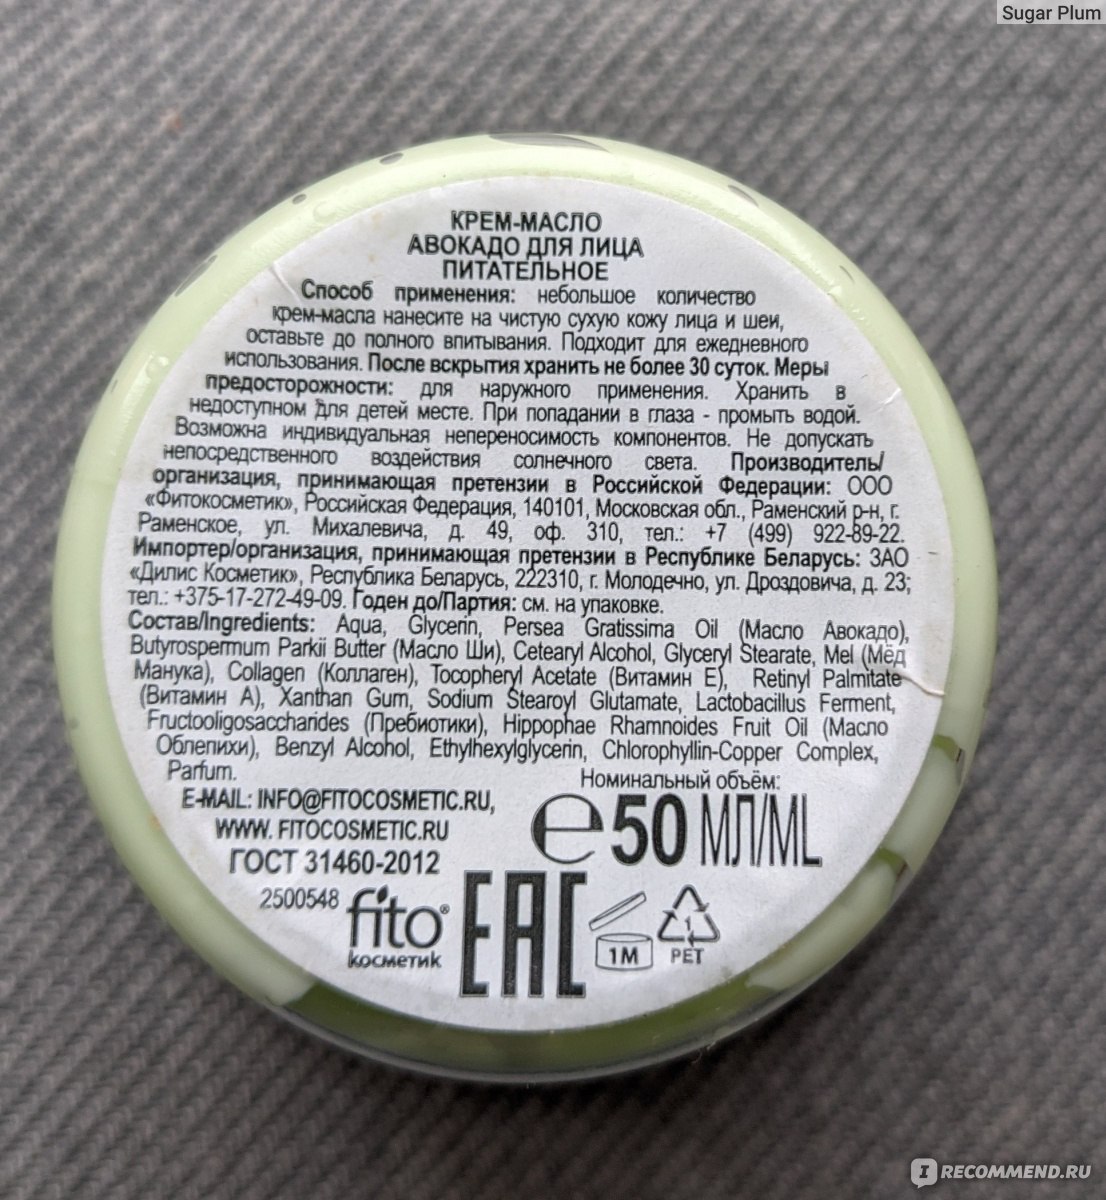 Sugar Plum
КРЕМ-МАСЛО
АВОКАДО ДЛЯ ЛИЦА
ПИТАТЕЛЬНОЕ
Способ применения: небольшое количество
крем-масла нанесите на чистую сухую кожу лица и шеи,
оставьте до полного впитывания. Подходит для ежедневного
использования. После вскрытия хранить не более 30 суток. Меры
предосторожности: для наружного применения. Хранить в
недоступном для детей месте. При попадании в глаза - промыть водой.
Возможна индивидуальная непереносимость компонентов. Не допускать
непосредственного воздействия солнечного света. Производитель/
организация, принимающая претензии в Российской Федерации: ООО
«Фитокосметик», Российская Федерация, 140101, Московская обл., Раменский р-н, г.
Раменское, ул. Михалевича, д. 49, оф. 310, тел.: +7 (499) 922-89-22.
Импортер/организация, принимающая претензии в Республике Беларусь: ЗАО
«Дилис Косметик», Республика Беларусь, 222310, г. Молодечно, ул. Дроздовича, д. 23;
тел.: +375-17-272-49-09. Годен до/Партия: см. на упаковке.
Состав/Ingredients: Aqua, Glycerin, Persea Gratissima Oil (Масло Авокадо),
Butyrospermum Parkii Butter (Масло Ши), Cetearyl Alcohol, Glyceryl Stearate, Mel (Мёд
Манука), Collagen (Коллаген), Tocopheryl Acetate (Витамин Е), Retinyl Palmitate
(Витамин А), Xanthan Gum, Sodium Stearoyl Glutamate, Lactobacillus Ferment,
Fructooligosaccharides (Пребиотики), Hippophae Rhamnoides Fruit Oil (Масло
Облепихи), Benzyl Alcohol, Ethylhexylglycerin, Chlorophyllin-Copper Complex,
Parfum.
Номинальный объём:
E-MAIL: INFO@FITOCOSMETIC.RU,
WWW. FITOCOSMETIC.RU
℮ 50 МЛ/ML
ГОСТ 31460-2012
2500548
fito®
косметик
EAC
1M
1
PET
IRECOMMEND.RU